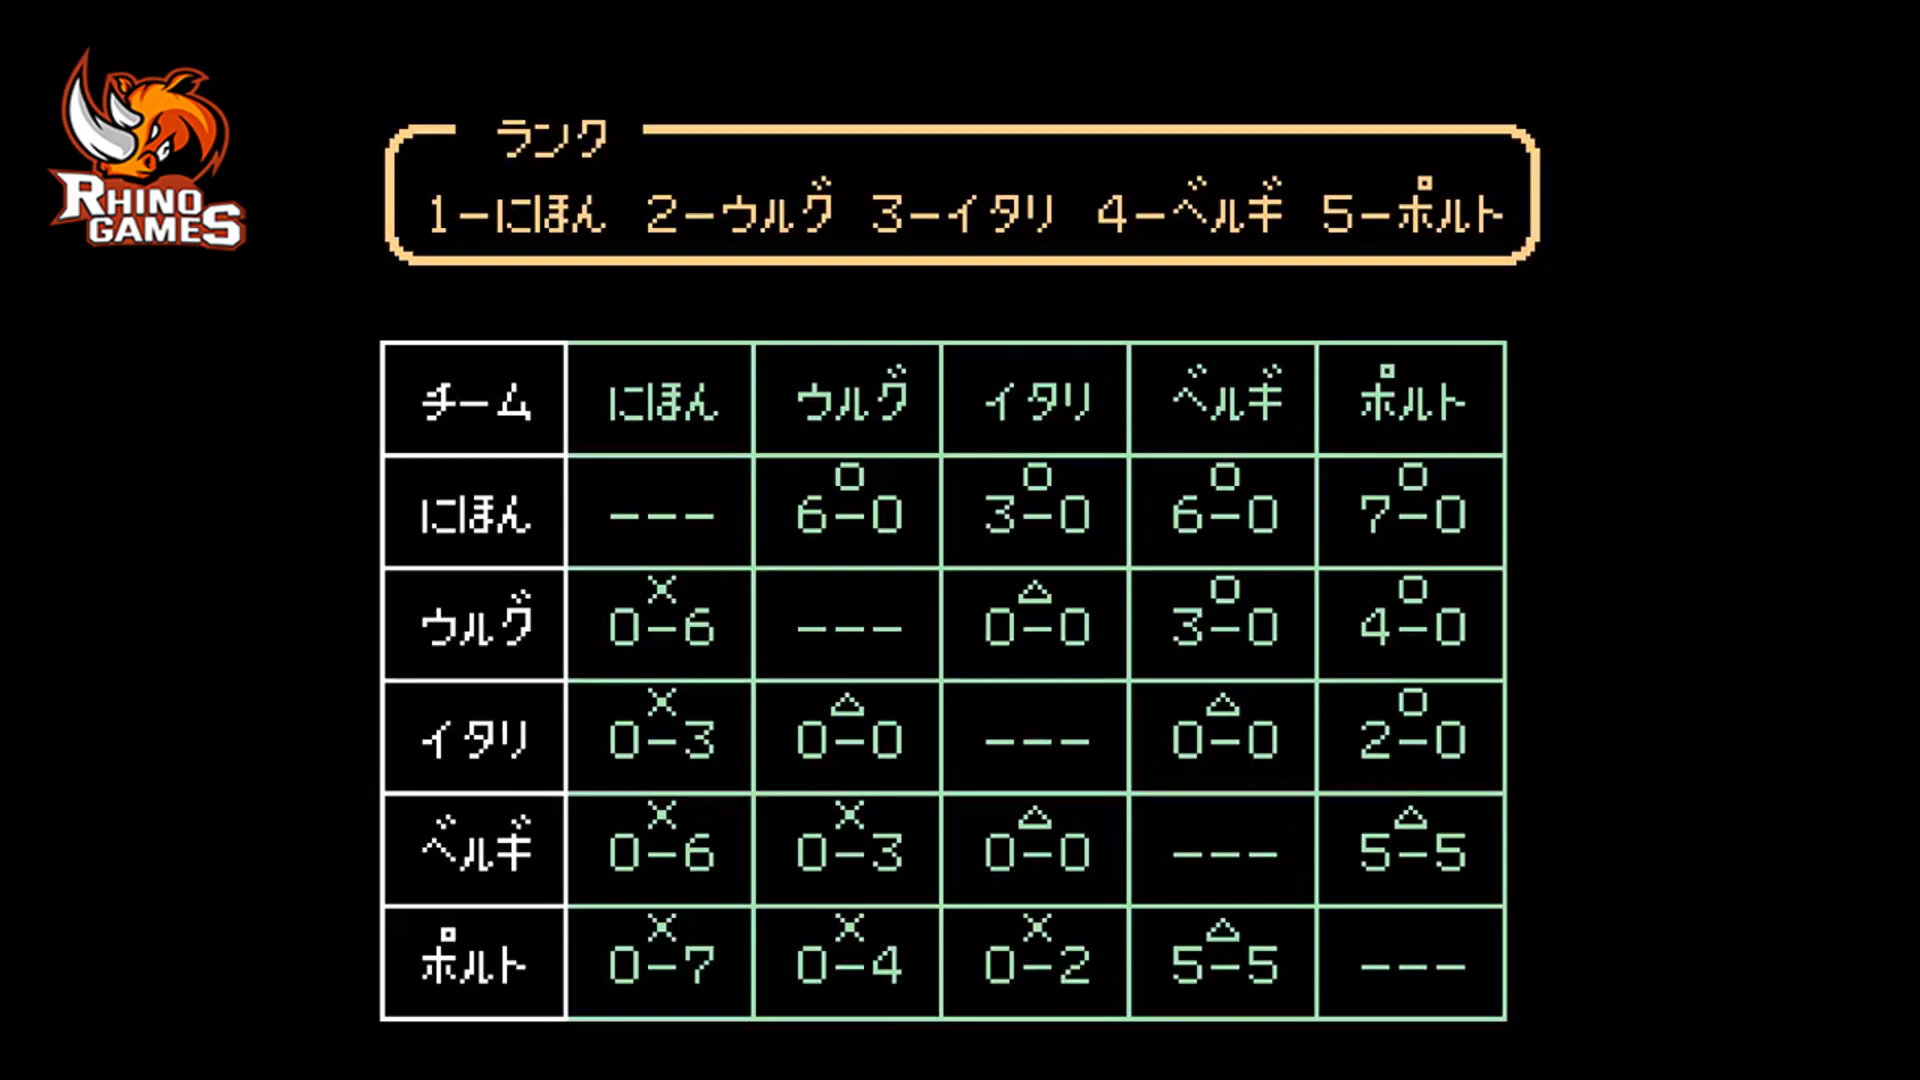 RHINO
GAMES
ランク
1-にほん 2-ウルグ 3-イタリ 4-ベルギ 5-ポルト
チーム にほん ウルグ イタリ ベルギ ポルト
にほん --- ○ 6-0 ○ 3-0 ○ 6-0 ○ 7-0
ウルグ × 0-6 --- △ 0-0 ○ 3-0 ○ 4-0
イタリ × 0-3 △ 0-0 --- △ 0-0 ○ 2-0
ベルギ × 0-6 × 0-3 △ 0-0 --- △ 5-5
ポルト × 0-7 × 0-4 × 0-2 △ 5-5 ---